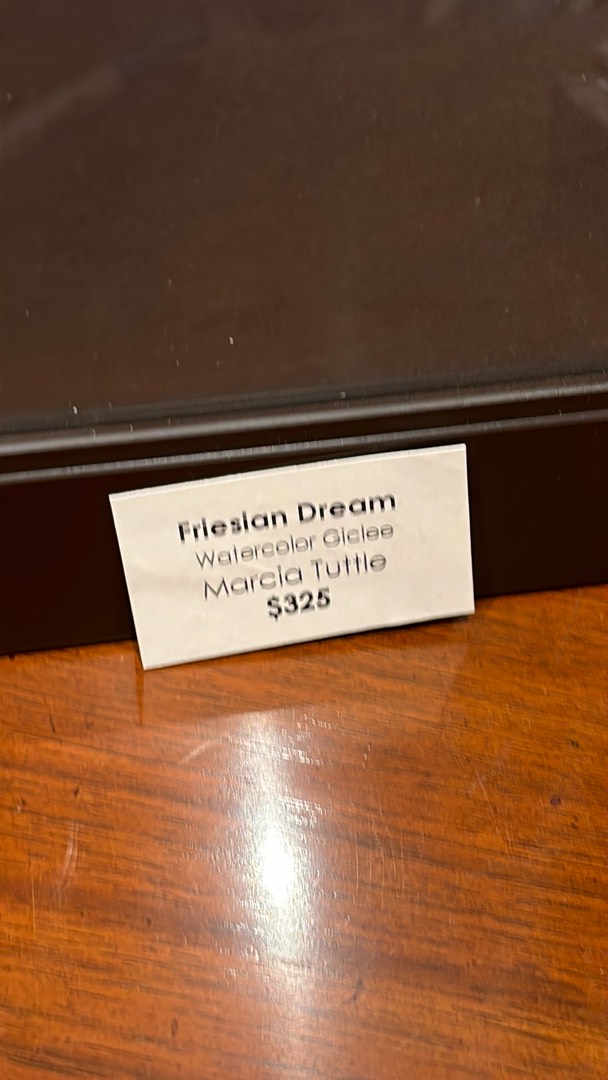 Friesian Dream
Watercolor Giclee
Marcia Tuttle
$325